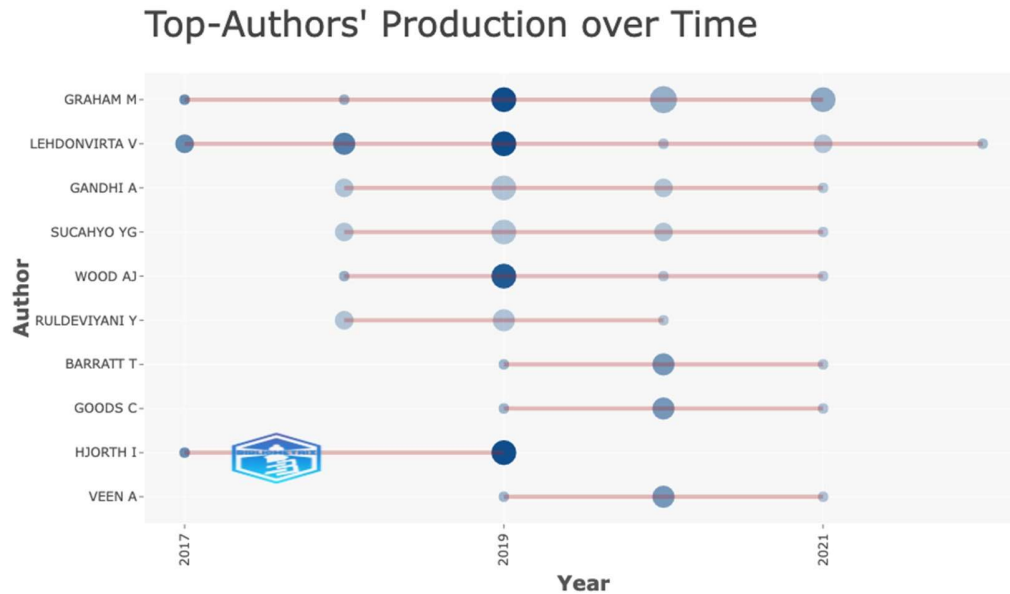 Top-Authors' Production over Time
Author
GRAHAM M
LEHDONVIRTA V
GANDHI A
SUCAHYO YG
WOOD AJ
RULDEVIYANI Y
BARRATT T
GOODS C
HJORTH I
VEEN A
2017
2019
2021
Year